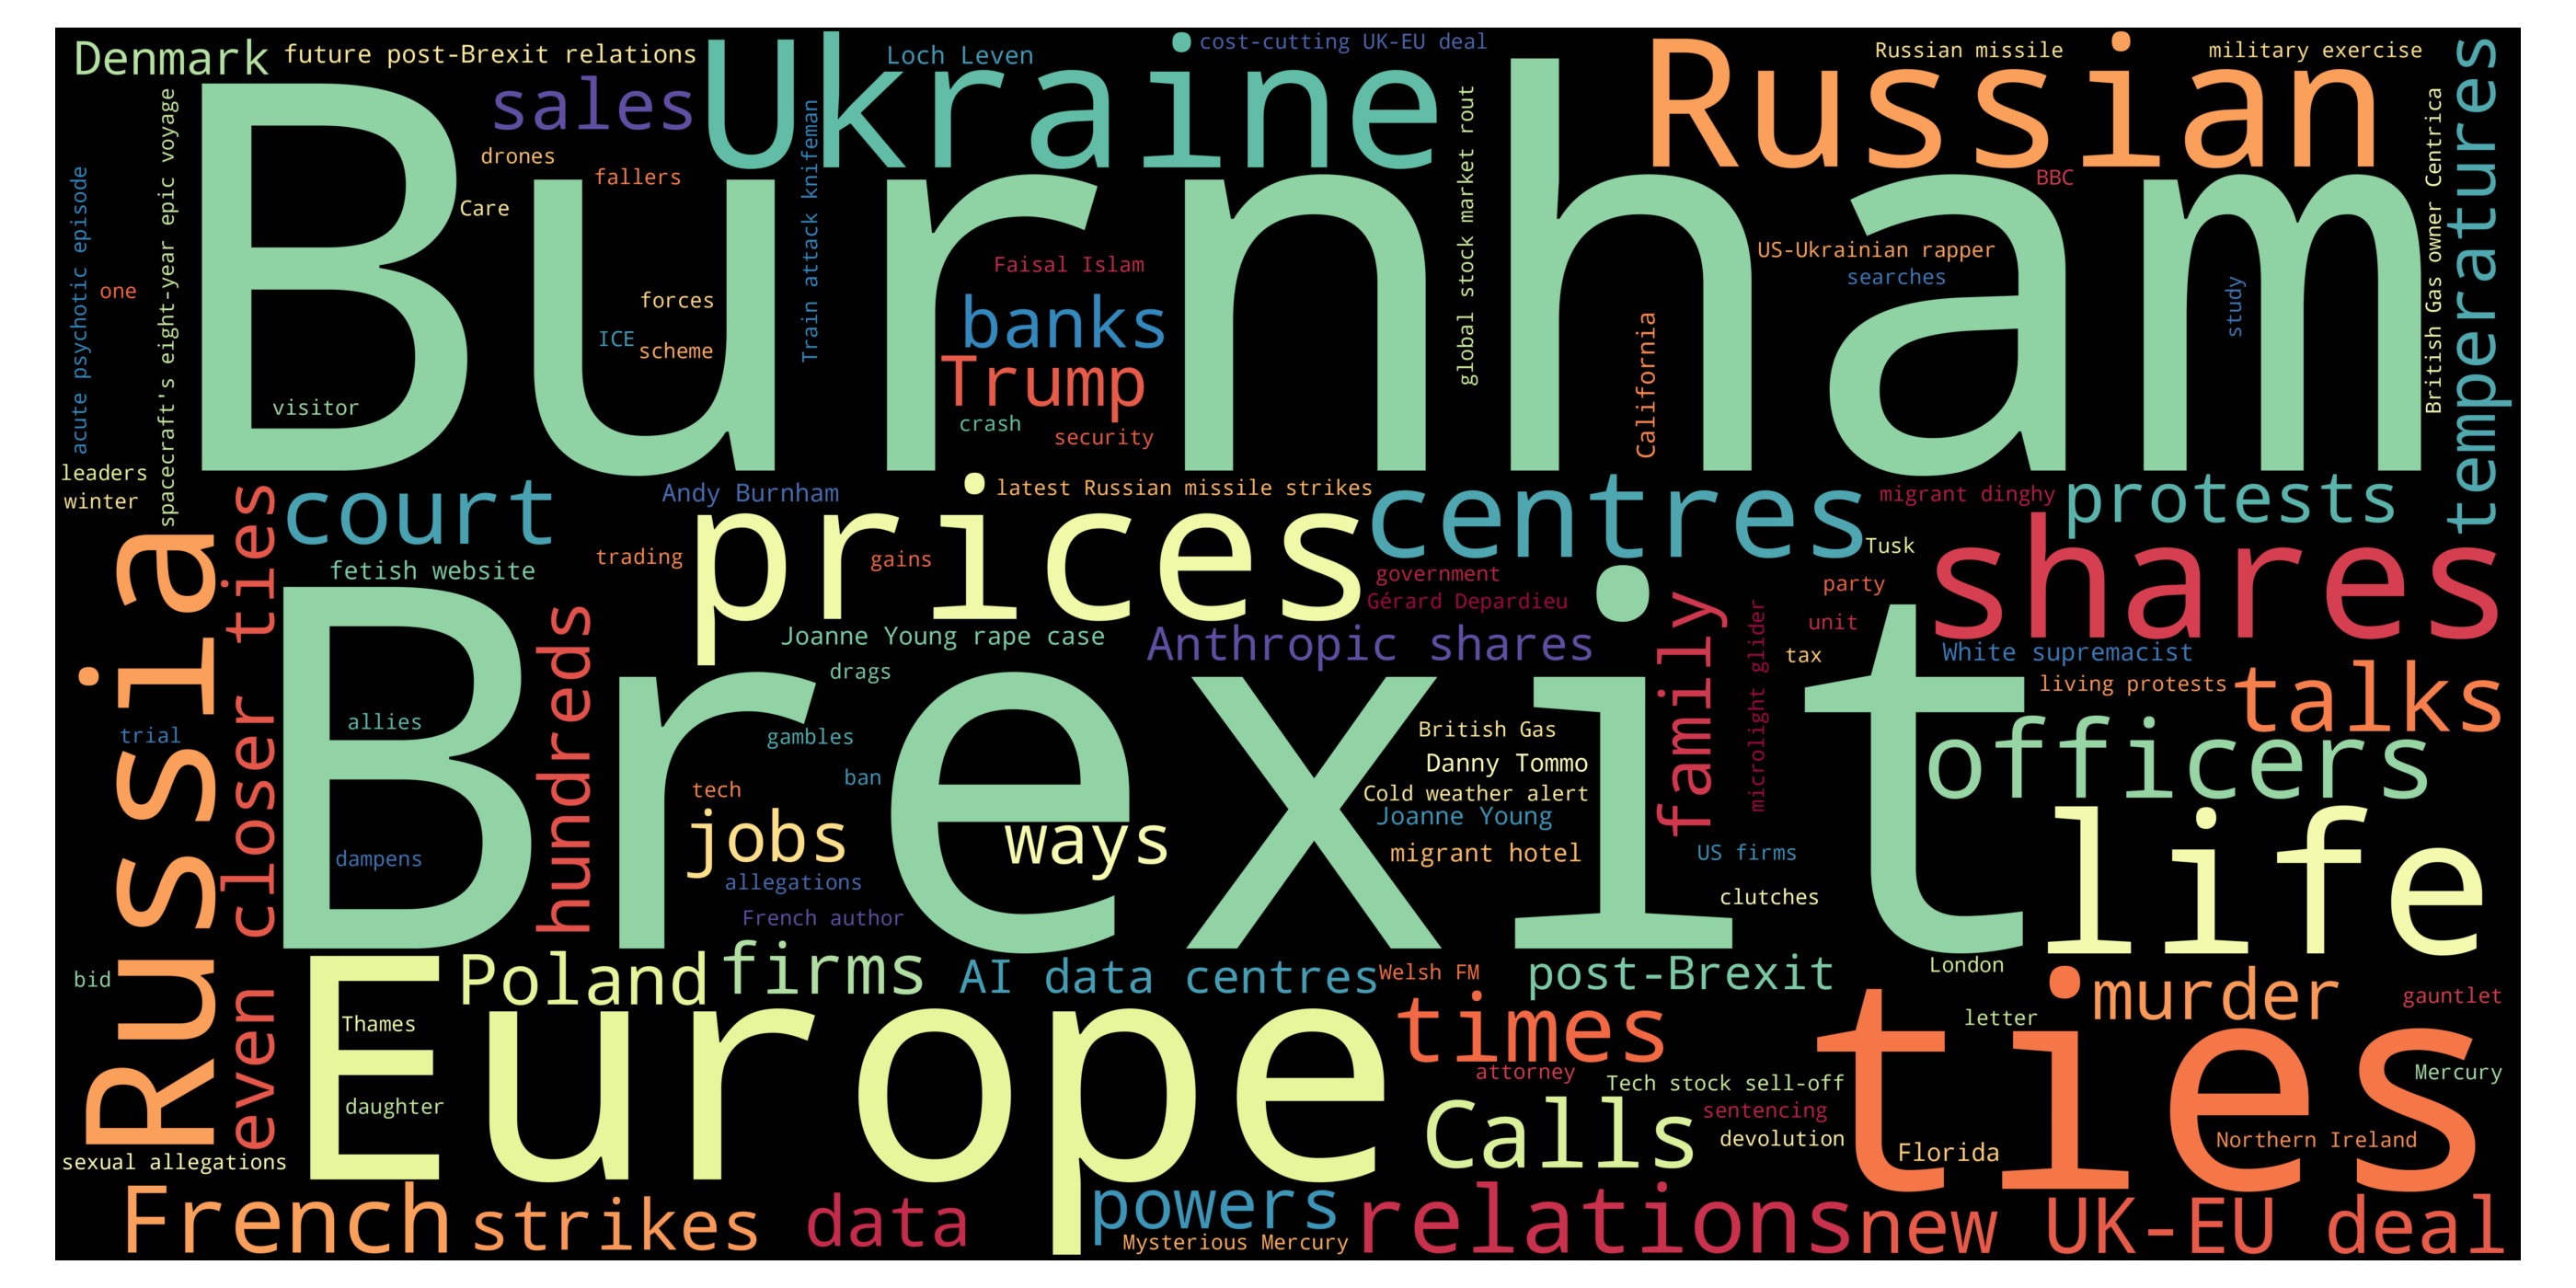 Denmark
future post-Brexit relations
Ukraine
Loch Leven
cost-cutting UK-EU deal
Russian
Russian missile
military exercise
temperatures
sales
Burnham
acute psychotic episode
spacecraft's eight-year epic voyage
drones
fallers
Care
Train attack knifeman
global stock market rout
BBC
British Gas owner Centrica
one
Faisal Islam
US-Ukrainian rapper
searches
study
forces
ICE
scheme
banks
Trump
California
visitor
crash
security
leaders
winter
court
Andy Burnham
latest Russian missile strikes
centres
migrant dinghy
protests
prices
trading
gains
Tusk
shares
fetish website
government
Gérard Depardieu
party
Russia
closer ties
hundreds
Joanne Young rape case
Anthropic shares
family
microlight glider
unit
tax
White supremacist
Brexit
drags
living protests
talks
trial
allies
gambles
British Gas
officers
Danny Tommo
tech
ban
Cold weather alert
Joanne Young
jobs
ways
migrant hotel
US firms
life
dampens
allegations
clutches
French author
bid
Poland
firms
AI data centres
Welsh FM
post-Brexit
London
murder
gauntlet
even
Europe
Thames
times
letter
ties
attorney
Mercury
Tech stock sell-off
daughter
Calls
sentencing
devolution
Florida
Northern Ireland
sexual allegations
French
strikes
data
powers
Mysterious Mercury
relations
new UK-EU deal